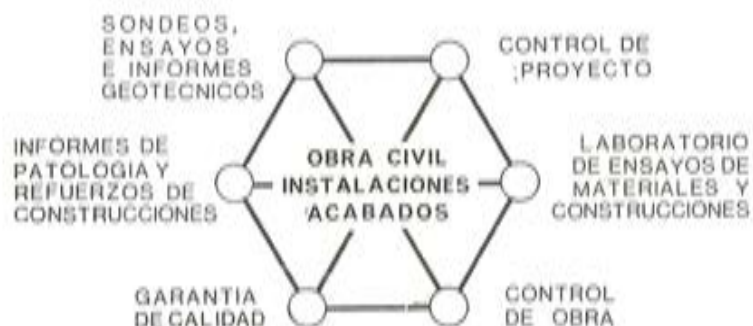 SONDEOS,
ENSAYOS
E INFORMES
GEOTECNICOS
CONTROL DE
PROYECTO
INFORMES DE
PATOLOGIA Y
REFUERZOS DE
CONSTRUCCIONES
OBRA CIVIL
INSTALACIONES
ACABADOS
LABORATORIO
DE ENSAYOS DE
MATERIALES Y
CONSTRUCCIONES
GARANTIA
DE CALIDAD
CONTROL
DE OBRA